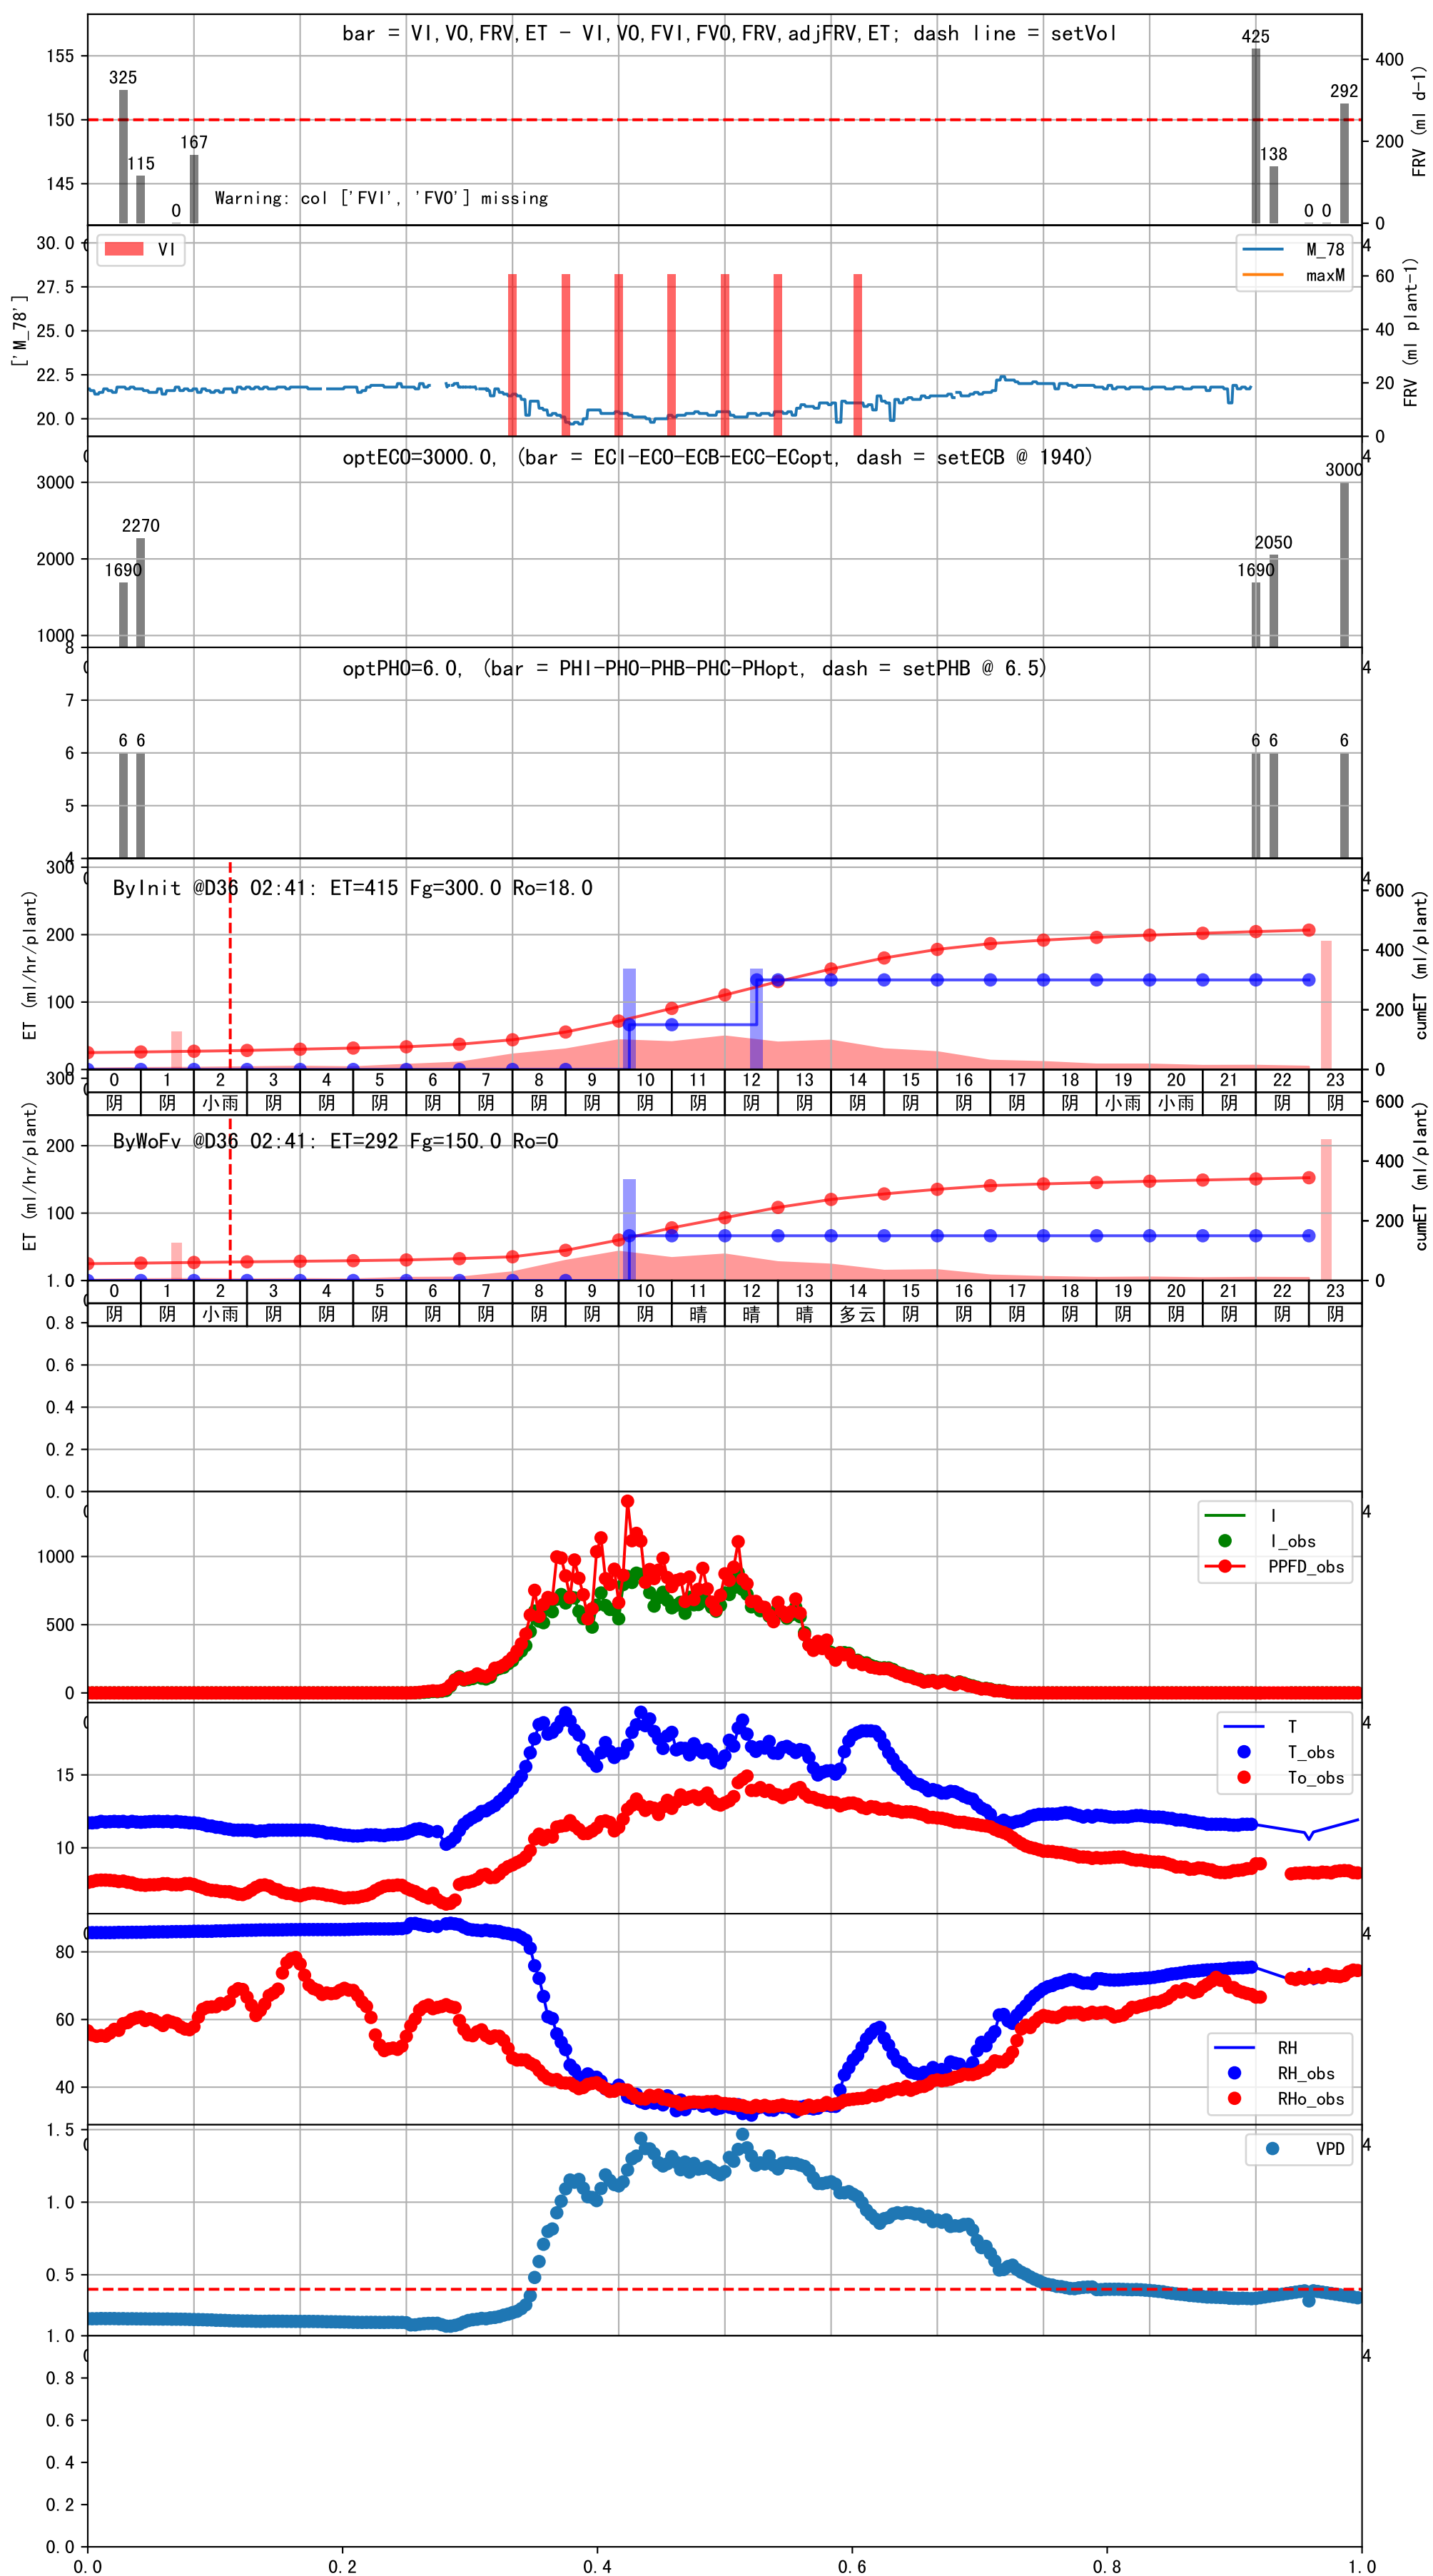 bar = VI,VO,FRV,ET - VI,VO,FVI,FVO,FRV,adjFRV,ET; dash line = setVol
425
155
400
325
292
150
167
200
115
138
145
0
Warning: col ['FVI', 'FVO'] missing
0 0
0
FRV (ml d-1)
30.0
VI
M_78
maxM
4
60
27.5
25.0
40
22.5
20
20.0
0
['M_78']
FRV (ml plant-1)
optECO=3000.0, (bar = ECI-ECO-ECB-ECC-ECopt, dash = setECB @ 1940)
4
3000
3000
2270
2050
2000
1690
1690
1000
8
optPHO=6.0, (bar = PHI-PHO-PHB-PHC-PHopt, dash = setPHB @ 6.5)
4
7
6 6
6 6
6
6
5
4
300
4
ByInit @D36 02:41: ET=415 Fg=300.0 Ro=18.0
600
200
400
100
200
0
0
ET (ml/hr/plant)
cumET (ml/plant)
300
0 1 2 3 4 5 6 7 8 9 10 11 12 13 14 15 16 17 18 19 20 21 22 23
阴 阴 小雨 阴 阴 阴 阴 阴 阴 阴 阴 阴 阴 阴 阴 阴 阴 阴 阴 小雨 小雨 阴 阴 阴
600
ByWoFv @D36 02:41: ET=292 Fg=150.0 Ro=0
200
400
100
200
0
ET (ml/hr/plant)
cumET (ml/plant)
1.0
0 1 2 3 4 5 6 7 8 9 10 11 12 13 14 15 16 17 18 19 20 21 22 23
阴 阴 小雨 阴 阴 阴 阴 阴 阴 阴 阴 晴 晴 晴 多云 阴 阴 阴 阴 阴 阴 阴 阴 阴
0.8
0.6
0.4
0.2
0.0
4
I
I_obs
PPFD_obs
1000
500
0
4
T
T_obs
To_obs
15
10
4
80
60
40
RH
RH_obs
RHo_obs
1.5
4
VPD
1.0
0.5
1.0
4
0.8
0.6
0.4
0.2
0.0
0.0 0.2 0.4 0.6 0.8 1.0